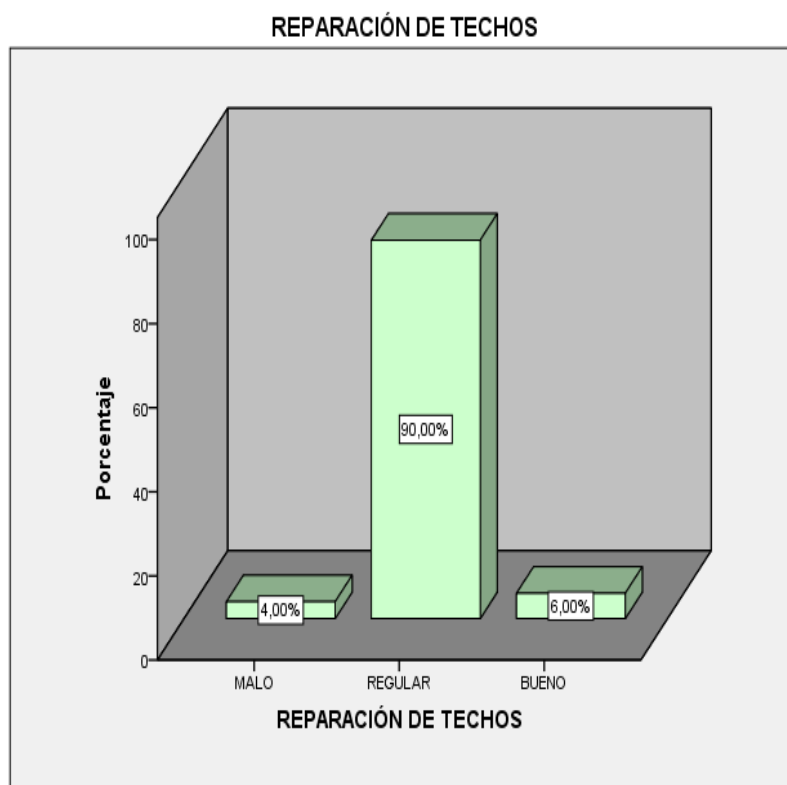 REPARACIÓN DE TECHOS
Porcentaje
100
80
60
40
20
0
90,00%
4,00%
6,00%
MALO
REGULAR
BUENO
REPARACIÓN DE TECHOS